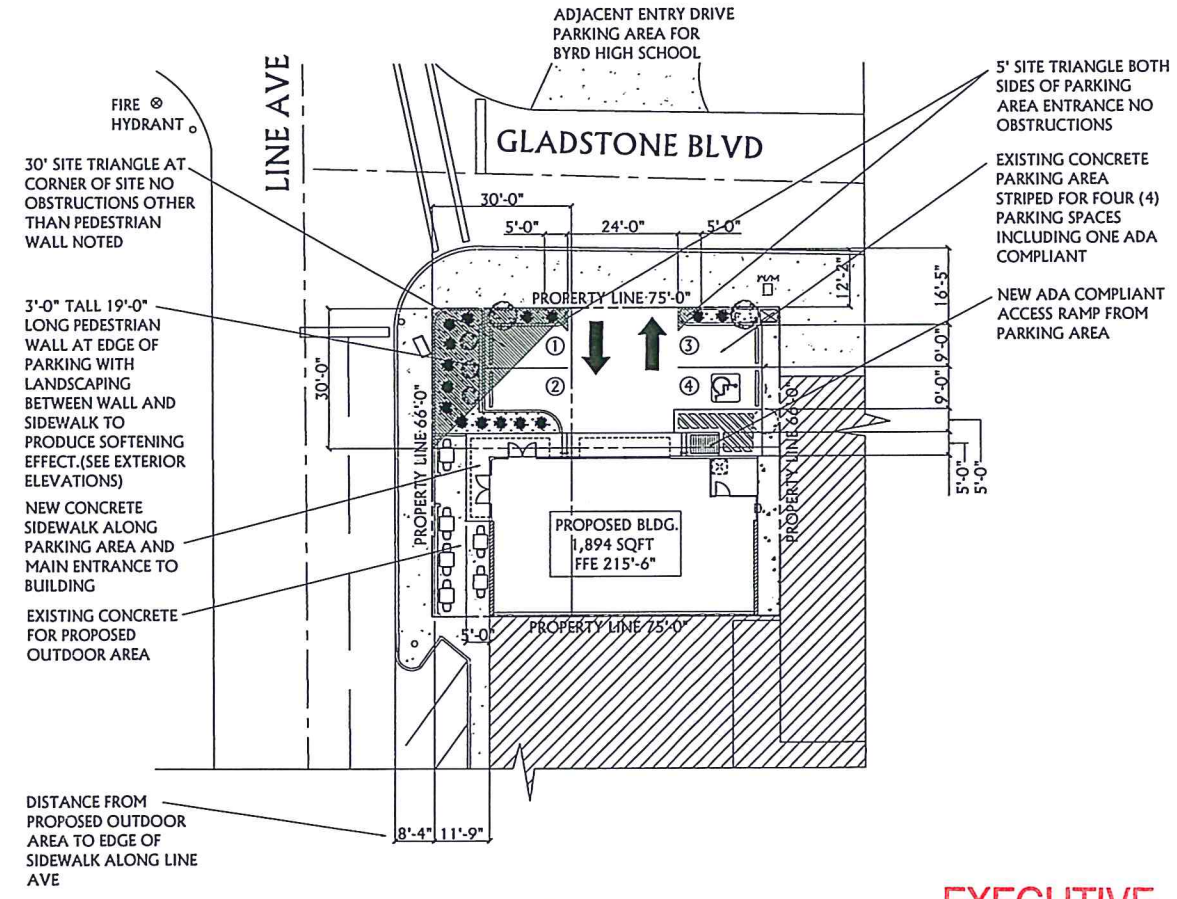 ADJACENT ENTRY DRIVE
PARKING AREA FOR
BYRD HIGH SCHOOL
LINE AVE
FIRE
HYDRANT
GLADSTONE BLVD
5' SITE TRIANGLE BOTH
SIDES OF PARKING
AREA ENTRANCE NO
OBSTRUCTIONS
30' SITE TRIANGLE AT
CORNER OF SITE NO
OBSTRUCTIONS OTHER
THAN PEDESTRIAN
WALL NOTED
EXISTING CONCRETE
PARKING AREA
STRIPED FOR FOUR (4)
PARKING SPACES
INCLUDING ONE ADA
COMPLIANT
30'-0"
5'-0" 24'-0" 5'-0"
12'-2"
16'-5"
WM
PROPERTY LINE 75'-0"
NEW ADA COMPLIANT
ACCESS RAMP FROM
PARKING AREA
3'-0" TALL 19'-0"
LONG PEDESTRIAN
WALL AT EDGE OF
PARKING WITH
LANDSCAPING
BETWEEN WALL AND
SIDEWALK TO
PRODUCE SOFTENING
EFFECT.(SEE EXTERIOR
ELEVATIONS)
30'-0"
1
3
2
4
9'-0"
9'-0"
5'-0"
5'-0"
PROPERTY LINE 66'-0"
PROPERTY LINE 66'-0"
NEW CONCRETE
SIDEWALK ALONG
PARKING AREA AND
MAIN ENTRANCE TO
BUILDING
PROPOSED BLDG.
1,894 SQFT
FFE 215'-6"
EXISTING CONCRETE
FOR PROPOSED
OUTDOOR AREA
5'-0"
PROPERTY LINE 75'-0"
DISTANCE FROM
PROPOSED OUTDOOR
AREA TO EDGE OF
SIDEWALK ALONG LINE
AVE
8'-4" 11'-9"
EXECUTIVE